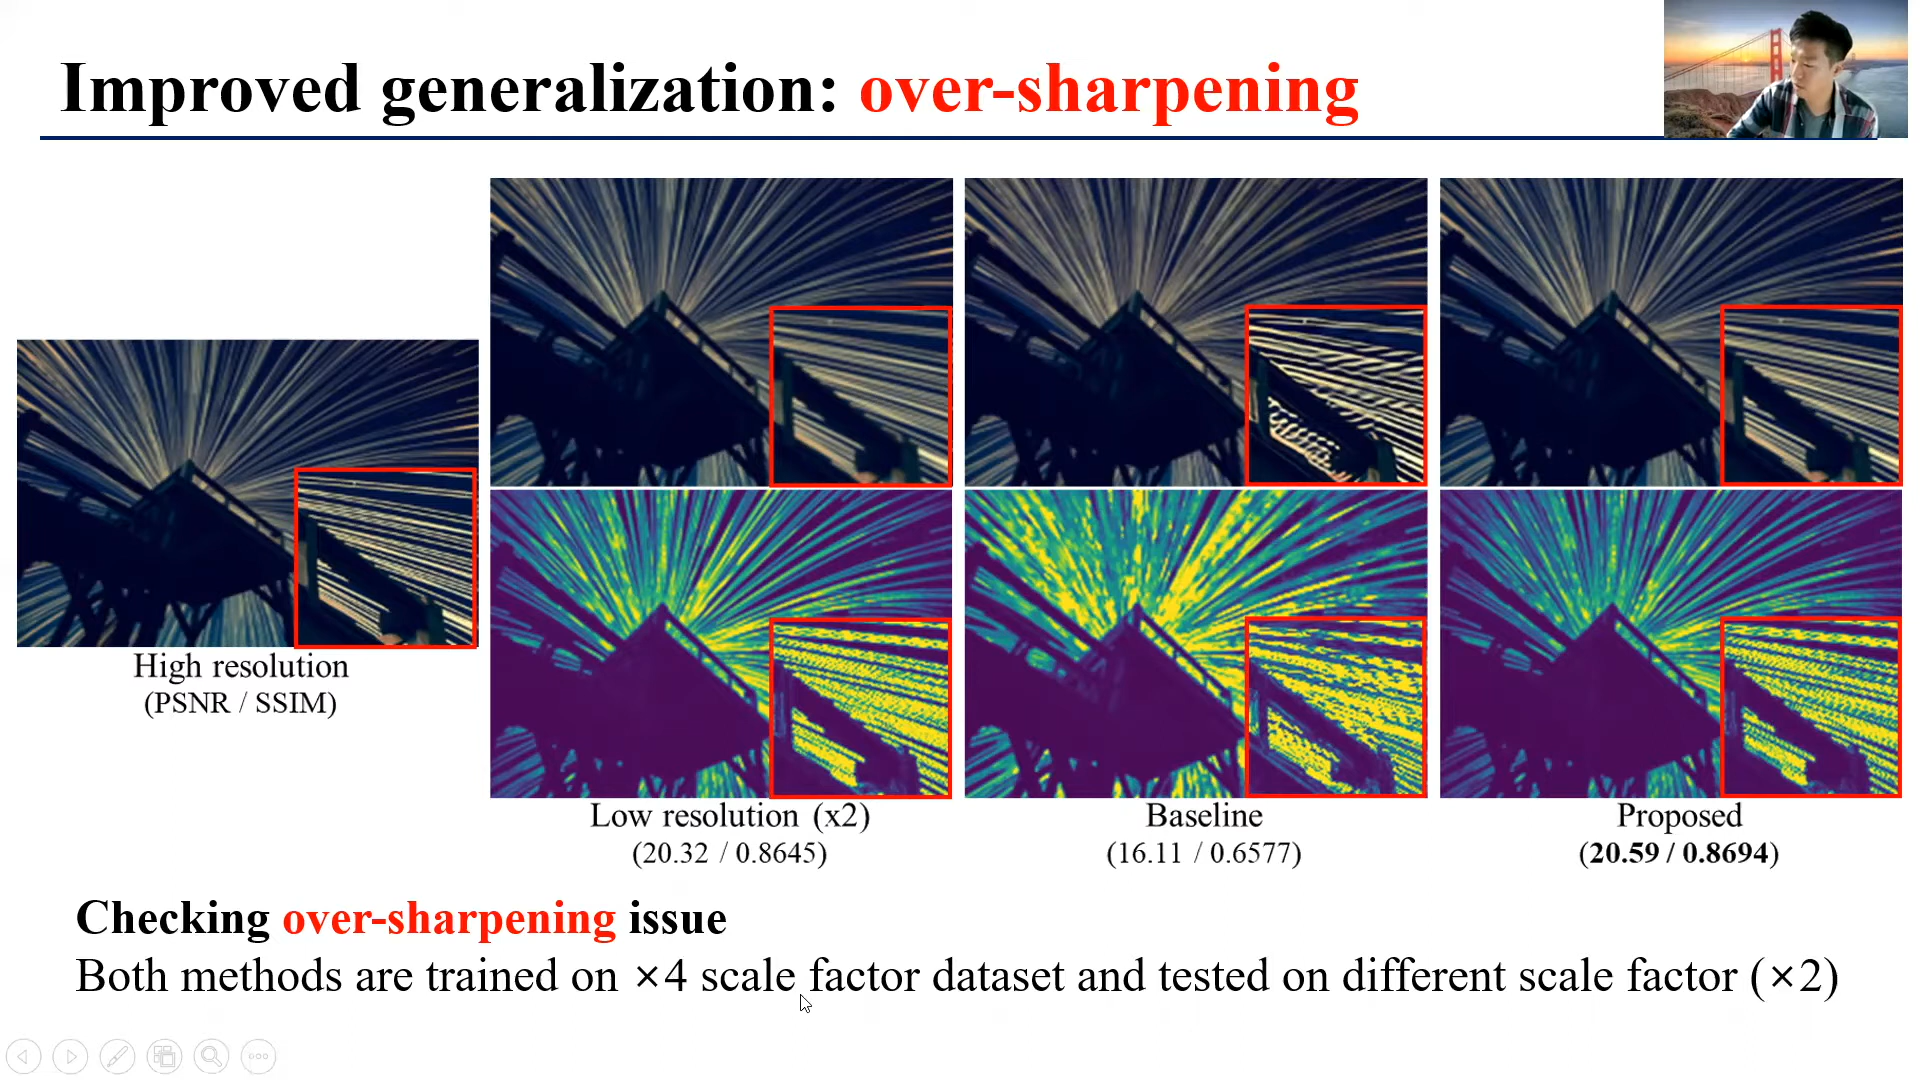 Improved generalization: over-sharpening
High resolution
(PSNR / SSIM)
Low resolution (x2)
(20.32 / 0.8645)
Baseline
(16.11 / 0.6577)
Proposed
(20.59 / 0.8694)
Checking over-sharpening issue
Both methods are trained on ×4 scale factor dataset and tested on different scale factor (×2)